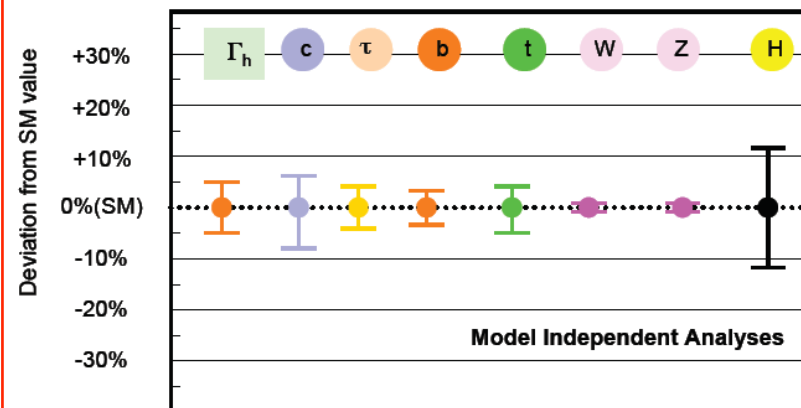 Γh c τ b t W Z H
Deviation from SM value
+30%
+20%
+10%
0%(SM)
-10%
-20%
-30%
Model Independent Analyses